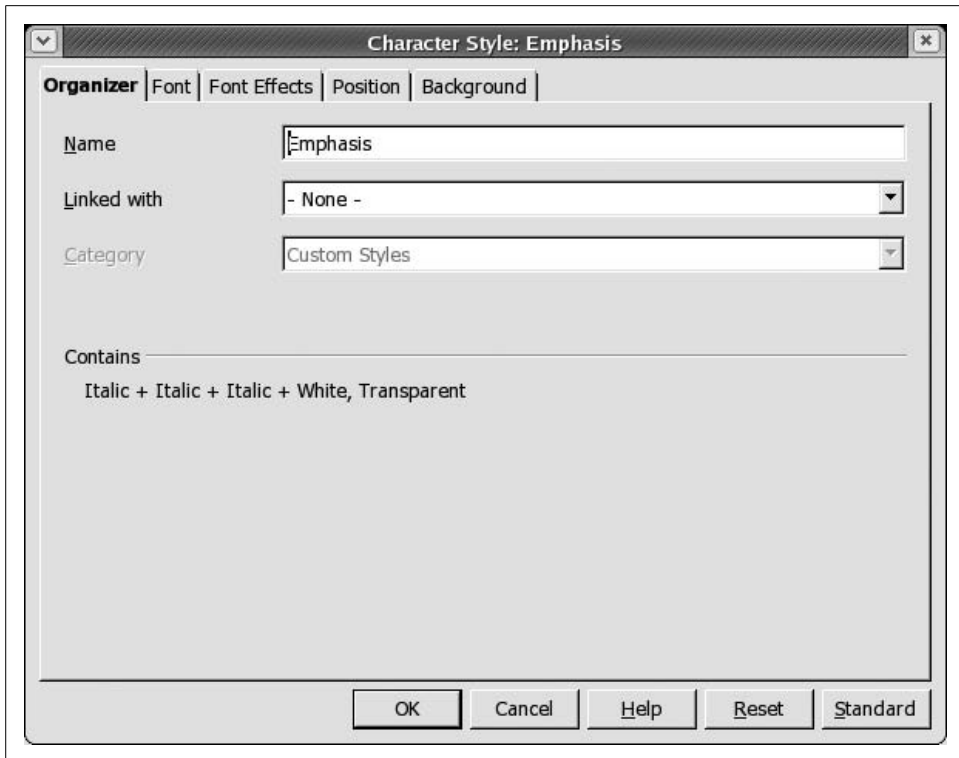 Character Style: Emphasis
Organizer Font Font Effects Position Background
Name Emphasis
Linked with - None -
Category Custom Styles
Contains
Italic + Italic + Italic + White, Transparent
OK Cancel Help Reset Standard